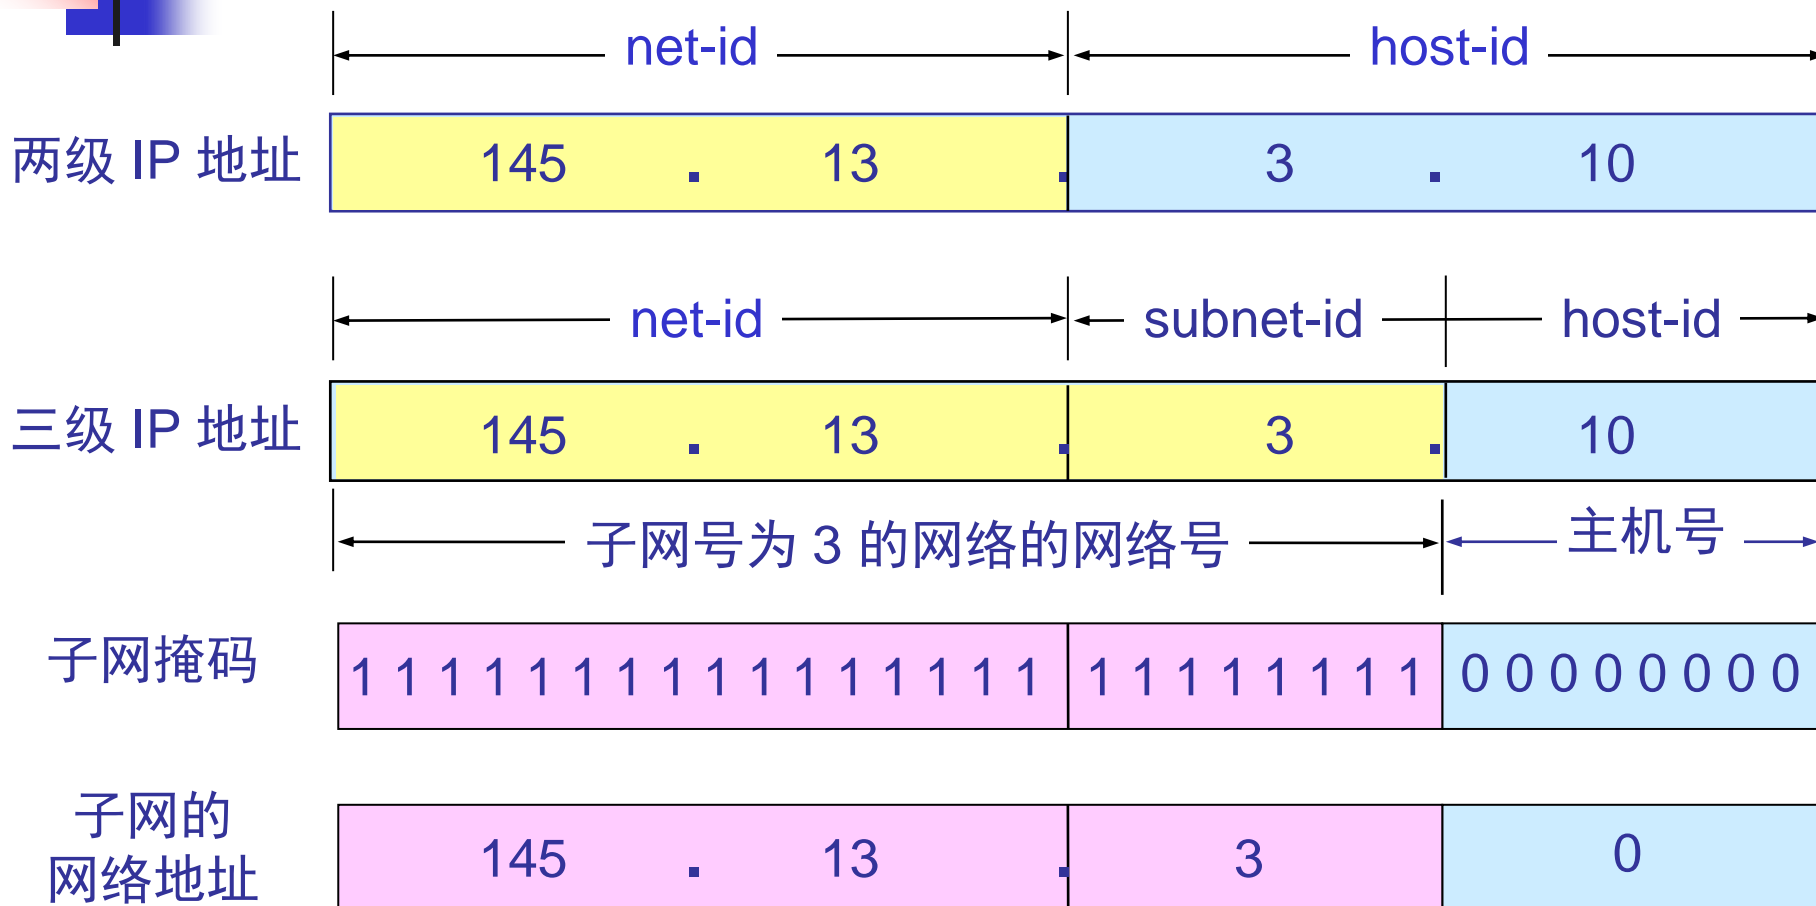 net-id host-id
两级 IP 地址 145 . 13 . 3 . 10
net-id subnet-id host-id
三级 IP 地址 145 . 13 . 3 . 10
子网号为 3 的网络的网络号 主机号
子网掩码 1 1 1 1 1 1 1 1 1 1 1 1 1 1 1 1 1 1 1 1 1 1 1 1 0 0 0 0 0 0 0 0
子网的
网络地址 145 . 13 . 3 0